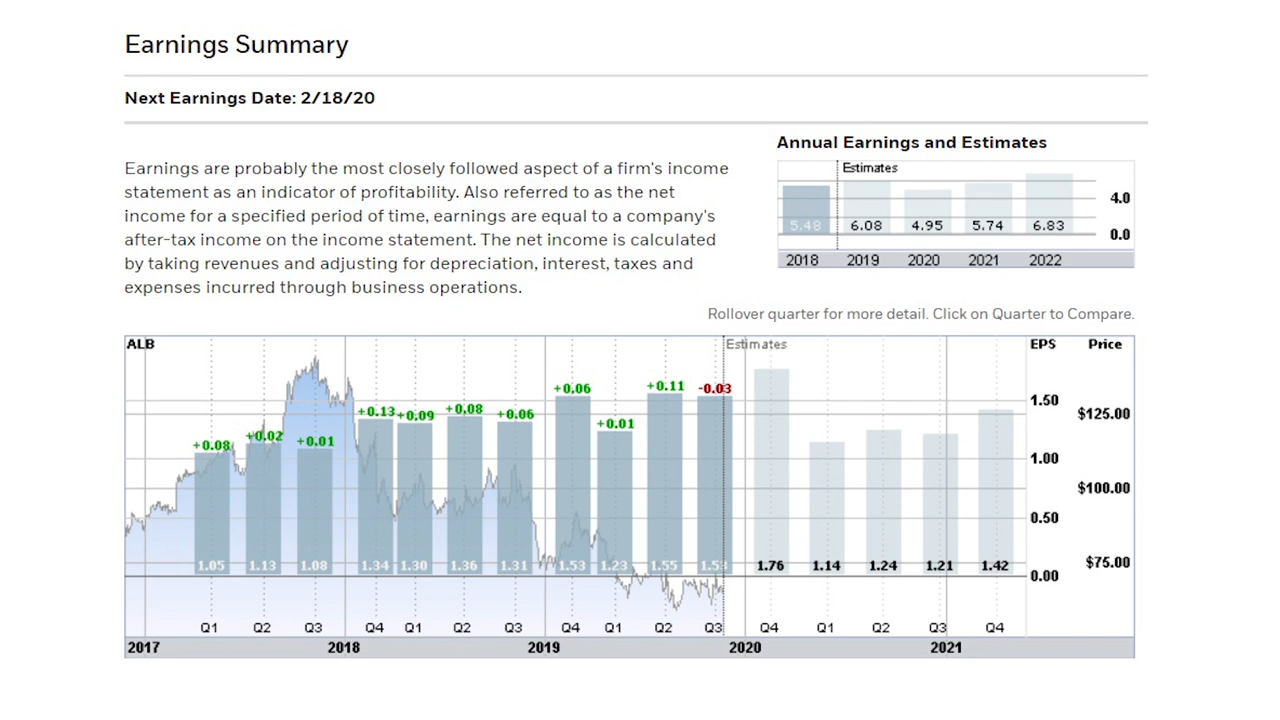 Earnings Summary
Next Earnings Date: 2/18/20
Earnings are probably the most closely followed aspect of a firm's income
statement as an indicator of profitability. Also referred to as the net
income for a specified period of time, earnings are equal to a company's
after-tax income on the income statement. The net income is calculated
by taking revenues and adjusting for depreciation, interest, taxes and
expenses incurred through business operations.
Annual Earnings and Estimates
Estimates
4.0
5.48 6.08 4.95 5.74 6.83
0.0
2018 2019 2020 2021 2022
Rollover quarter for more detail. Click on Quarter to Compare.
ALB Estimates EPS Price
+0.08 +0.02 +0.01 +0.13 +0.09 +0.08 +0.06 +0.06 +0.01 +0.11 -0.03
1.50 $125.00
1.00 $100.00
0.50
1.05 1.13 1.08 1.34 1.30 1.36 1.31 1.53 1.23 1.55 1.53 1.76 1.14 1.24 1.21 1.42 $75.00
0.00
Q1 Q2 Q3 Q4 Q1 Q2 Q3 Q4 Q1 Q2 Q3 Q4 Q1 Q2 Q3 Q4
2017 2018 2019 2020 2021